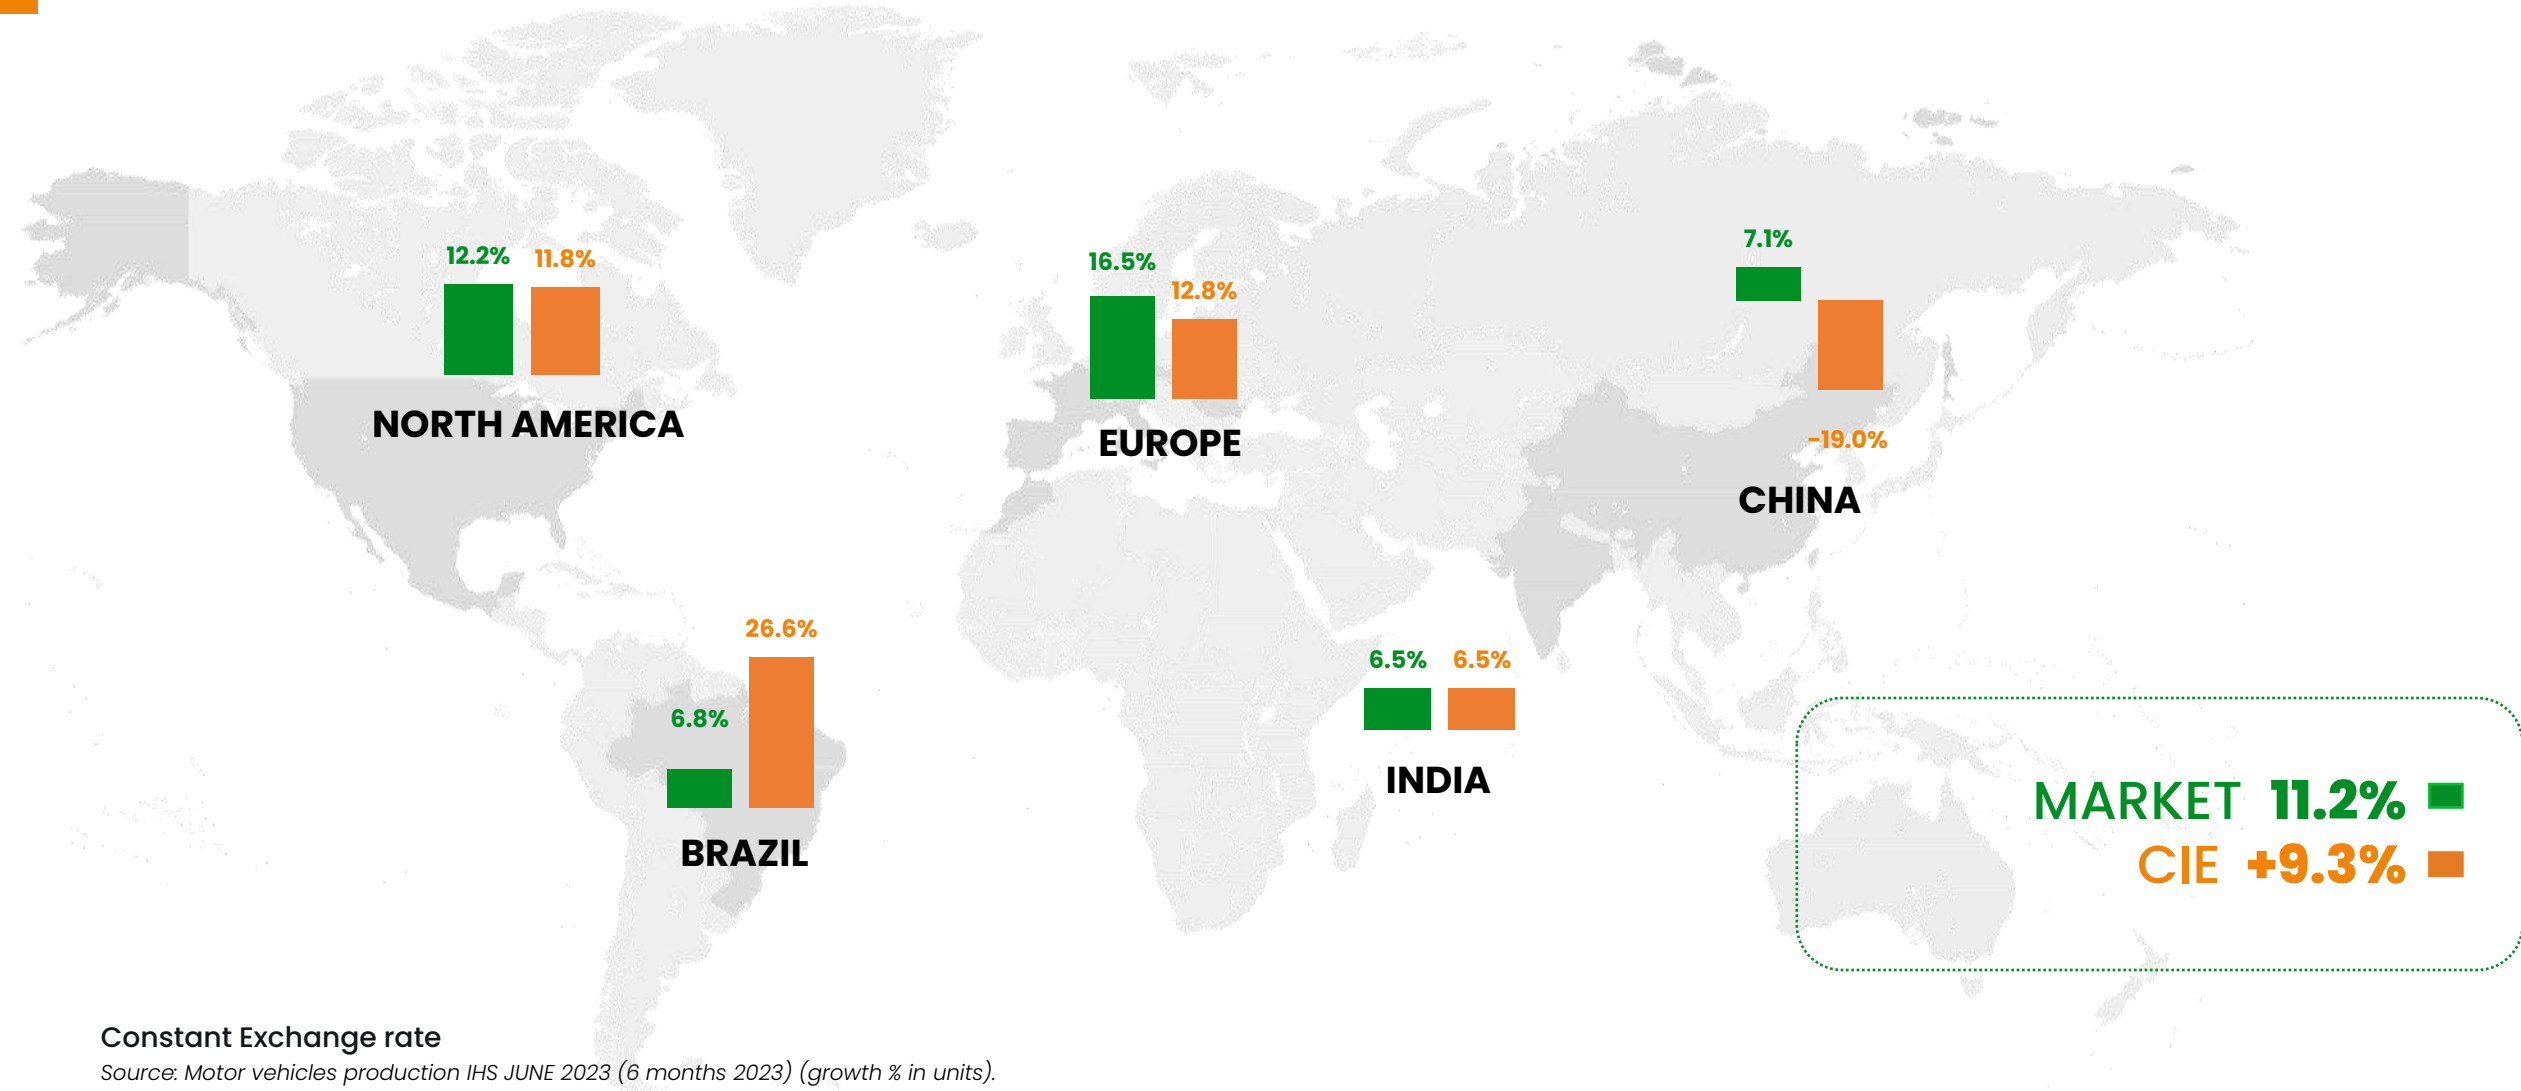 12.2% 11.8%
NORTH AMERICA
16.5%
12.8%
EUROPE
7.1%
-19.0%
CHINA
26.6%
6.8%
BRAZIL
6.5% 6.5%
INDIA
MARKET 11.2%
CIE +9.3%
Constant Exchange rate
Source: Motor vehicles production IHS JUNE 2023 (6 months 2023) (growth % in units).